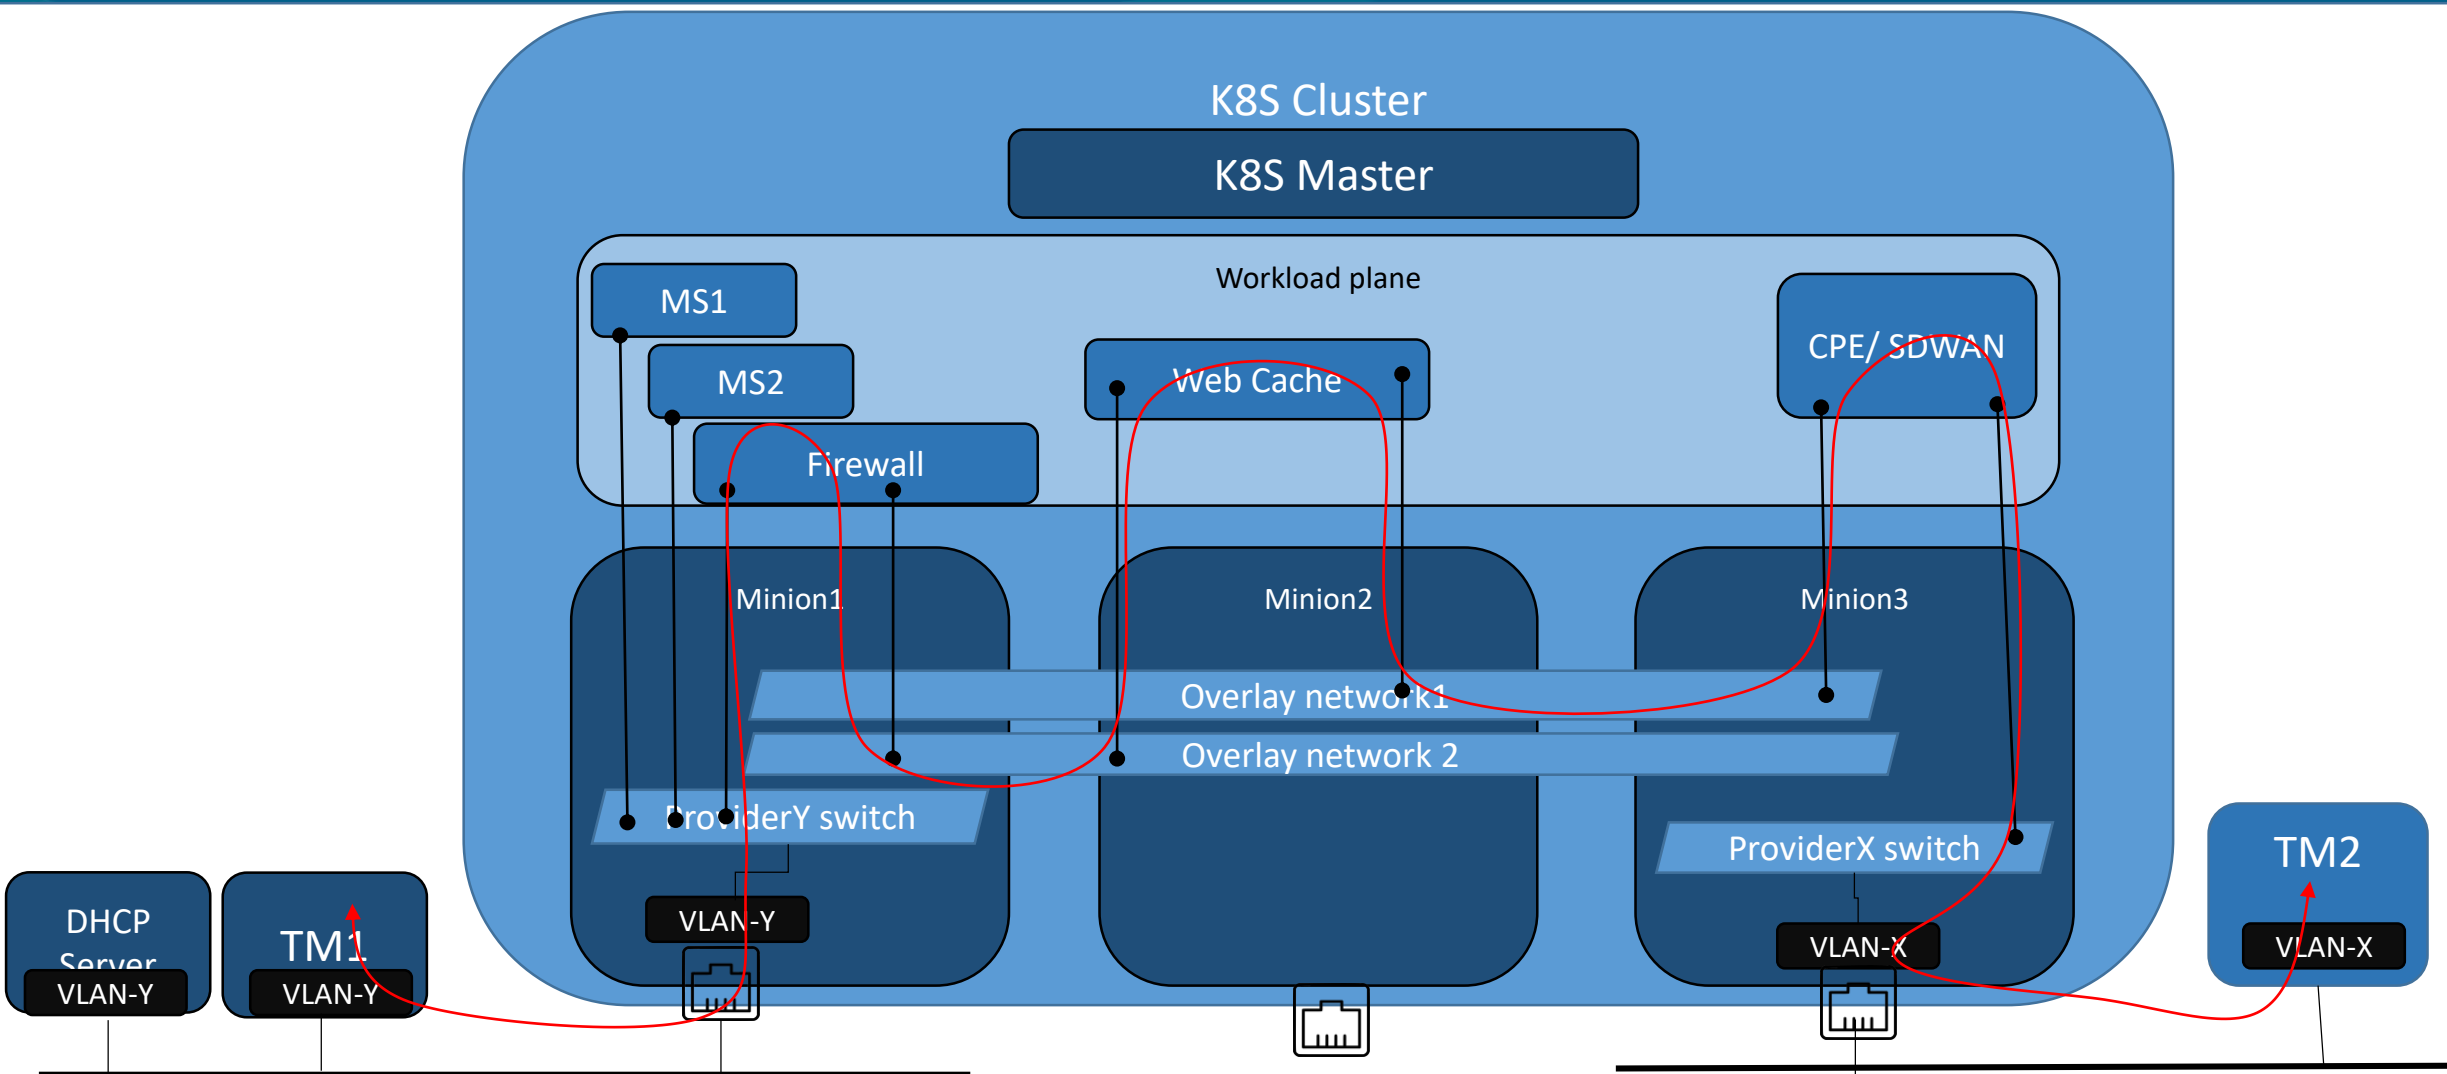 K8S Cluster
K8S Master
Workload plane
MS1
MS2
Firewall
Web Cache
CPE/ SDWAN
Minion1
Minion2
Minion3
Overlay network1
Overlay network 2
ProviderY switch
ProviderX switch
VLAN-Y
VLAN-X
DHCP
Server
VLAN-Y
TM1
VLAN-Y
TM2
VLAN-X